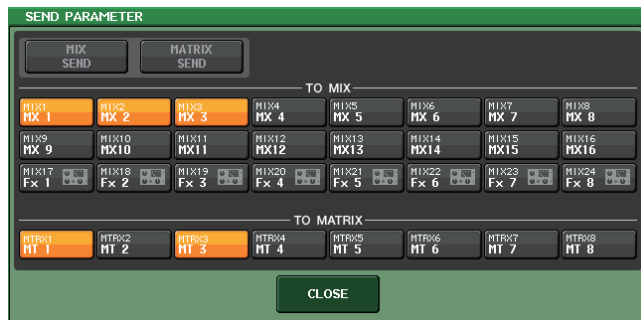 SEND PARAMETER
MIX SEND
MATRIX SEND
TO MIX
MIX1 MIX2 MIX3 MIX4 MIX5 MIX6 MIX7 MIX8
MX 1 MX 2 MX 3 MX 4 MX 5 MX 6 MX 7 MX 8
MIX9 MIX10 MIX11 MIX12 MIX13 MIX14 MIX15 MIX16
MX 9 MX10 MX11 MX12 MX13 MX14 MX15 MX16
MIX17 MIX18 MIX19 MIX20 MIX21 MIX22 MIX23 MIX24
Fx 1 Fx 2 Fx 3 Fx 4 Fx 5 Fx 6 Fx 7 Fx 8
TO MATRIX
MTRX1 MTRX2 MTRX3 MTRX4 MTRX5 MTRX6 MTRX7 MTRX8
MT 1 MT 2 MT 3 MT 4 MT 5 MT 6 MT 7 MT 8
CLOSE